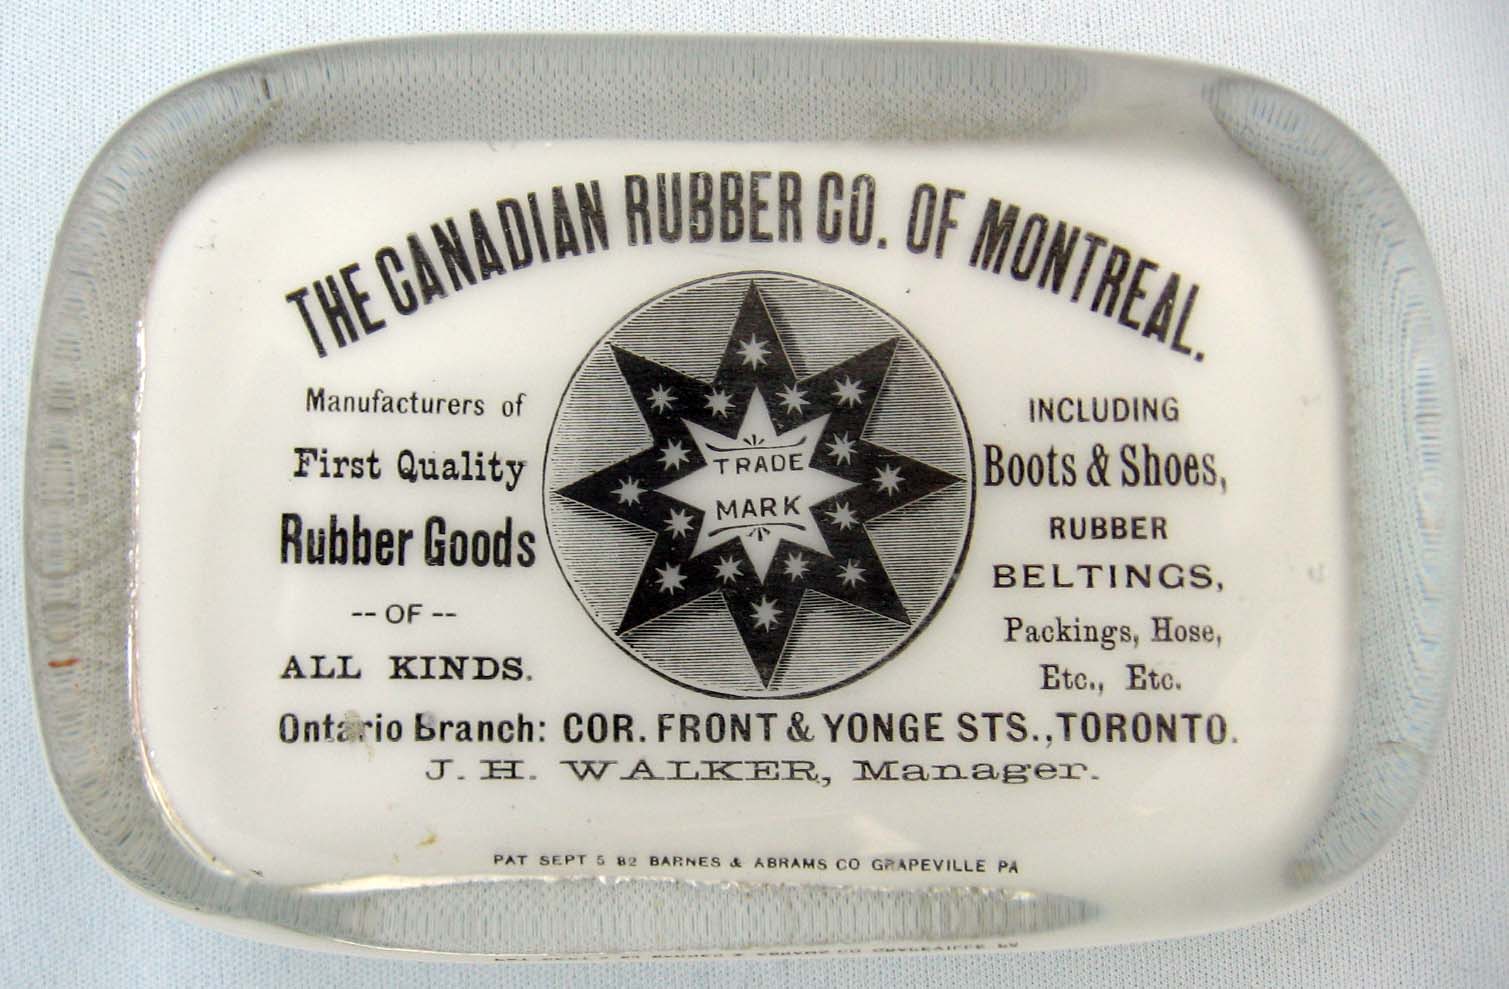 THE CANADIAN RUBBER CO. OF MONTREAL.
Manufacturers of
First Quality
Rubber Goods
-- OF --
ALL KINDS.
TRADE
MARK
INCLUDING
Boots & Shoes,
RUBBER
BELTINGS,
Packings, Hose,
Etc., Etc.
Ontario Branch: COR. FRONT & YONGE STS., TORONTO.
J. H. WALKER, Manager.
PAT SEPT 5 82 BARNES & ABRAMS CO GRAPEVILLE PA